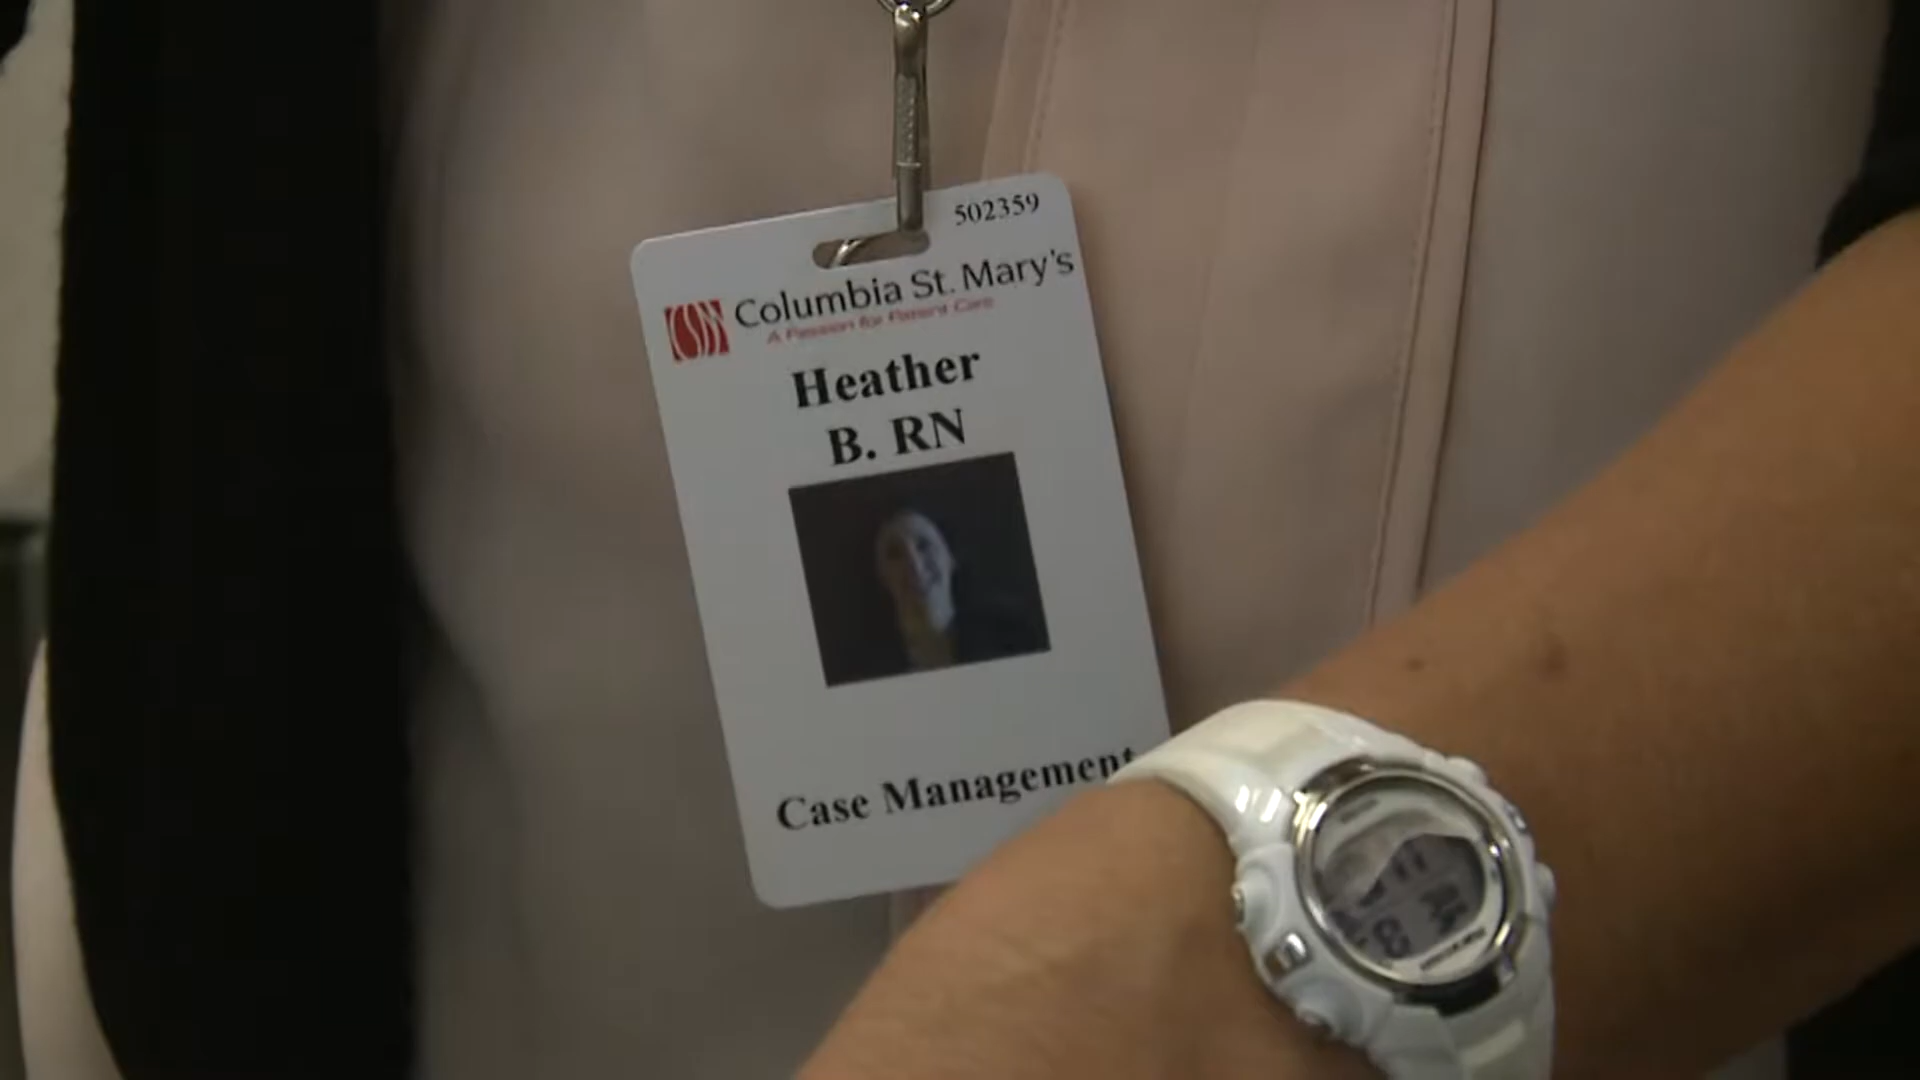 502359
Columbia St. Mary's
A Passion for Patient Care
Heather
B. RN
Case Management